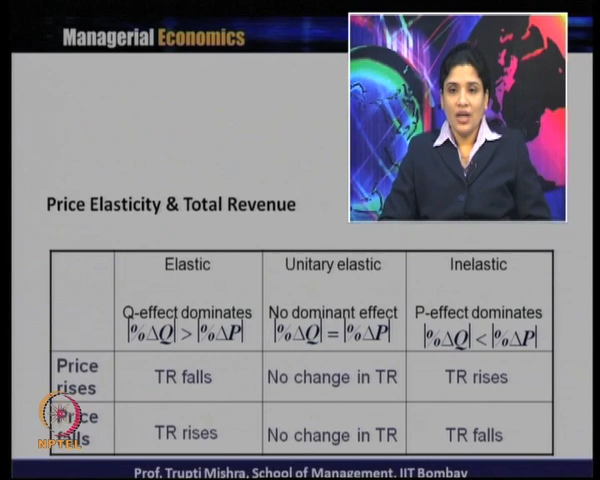 Managerial Economics
Price Elasticity & Total Revenue
Elastic Unitary elastic Inelastic
Q-effect dominates No dominant effect P-effect dominates
|%ΔQ| > |%ΔP| |%ΔQ| = |%ΔP| |%ΔQ| < |%ΔP|
Price rises TR falls No change in TR TR rises
Price falls TR rises No change in TR TR falls
NPTEL
Prof. Trupti Mishra, School of Management, IIT Bombay